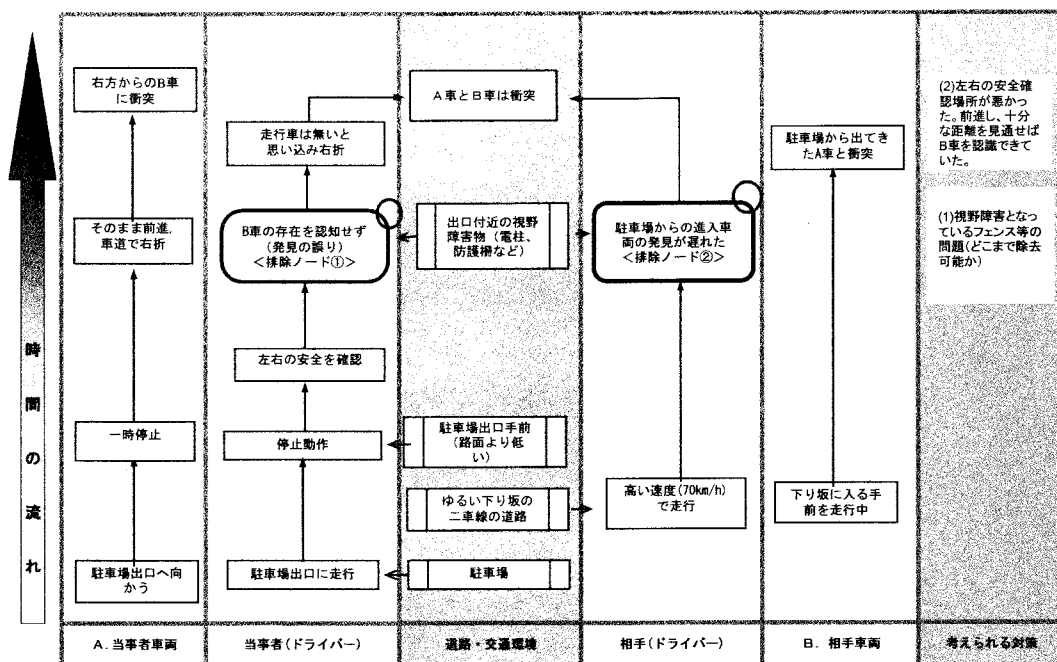 右方からのB車
に衝突
A車とB車は衝突
(2)左右の安全確
認場所が悪かっ
た。前進し、十分
な距離を見通せば
B車を認識できて
いた。
走行車は無いと
思い込み右折
駐車場から出てき
たA車と衝突
そのまま前進,
車道で右折
B車の存在を認知せず
(発見の誤り)
<排除ノード①>
出口付近の視野
障害物(電柱、
防護柵など)
駐車場からの進入車
両の発見が遅れた
<排除ノード②>
(1)視野障害となっ
ているフェンス等の
問題(どこまで除去
可能か)
左右の安全を確認
一時停止
停止動作
駐車場出口手前
(路面より低
い)
ゆるい下り坂の
二車線の道路
高い速度(70km/h)
で走行
下り坂に入る手
前を走行中
駐車場出口へ向
かう
駐車場出口に走行
駐車場
時間の流れ
A.当事者車両
当事者(ドライバー)
道路・交通環境
相手(ドライバー)
B. 相手車両
考えられる対策